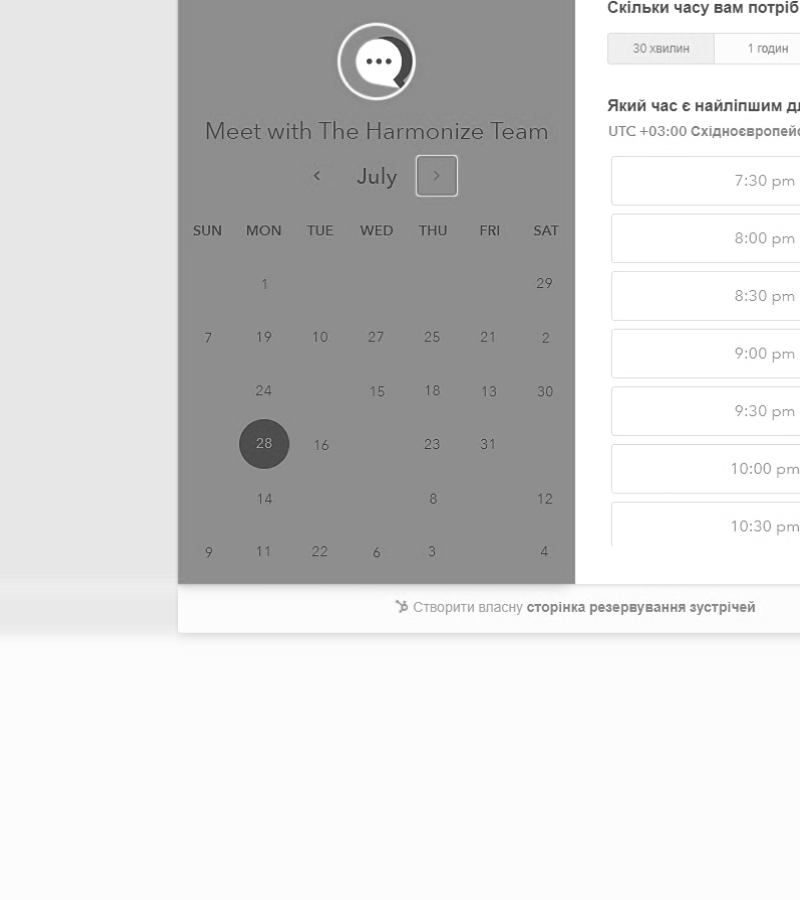 Meet with The Harmonize Team
July
SUN MON TUE WED THU FRI SAT
1 29
7 19 10 27 25 21 2
24 15 18 13 30
28 16 23 31
14 8 12
9 11 22 6 3 4
Скільки часу вам потріб
30 хвилин 1 годин
Який час є найліпшим д
UTC +03:00 Східноєвропей
7:30 pm
8:00 pm
8:30 pm
9:00 pm
9:30 pm
10:00 pm
10:30 pm
Створити власну сторінка резервування зустрічей